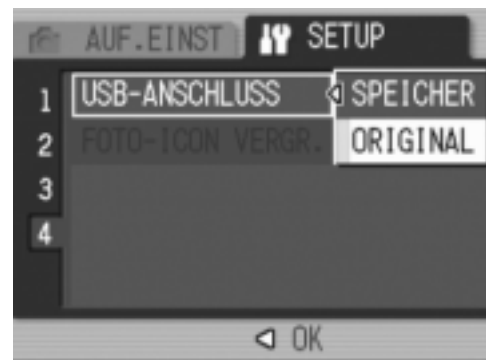 AUF.EINST SETUP
1 USB-ANSCHLUSS SPEICHER
2 FOTO-ICON VERGR. ORIGINAL
3
4
OK